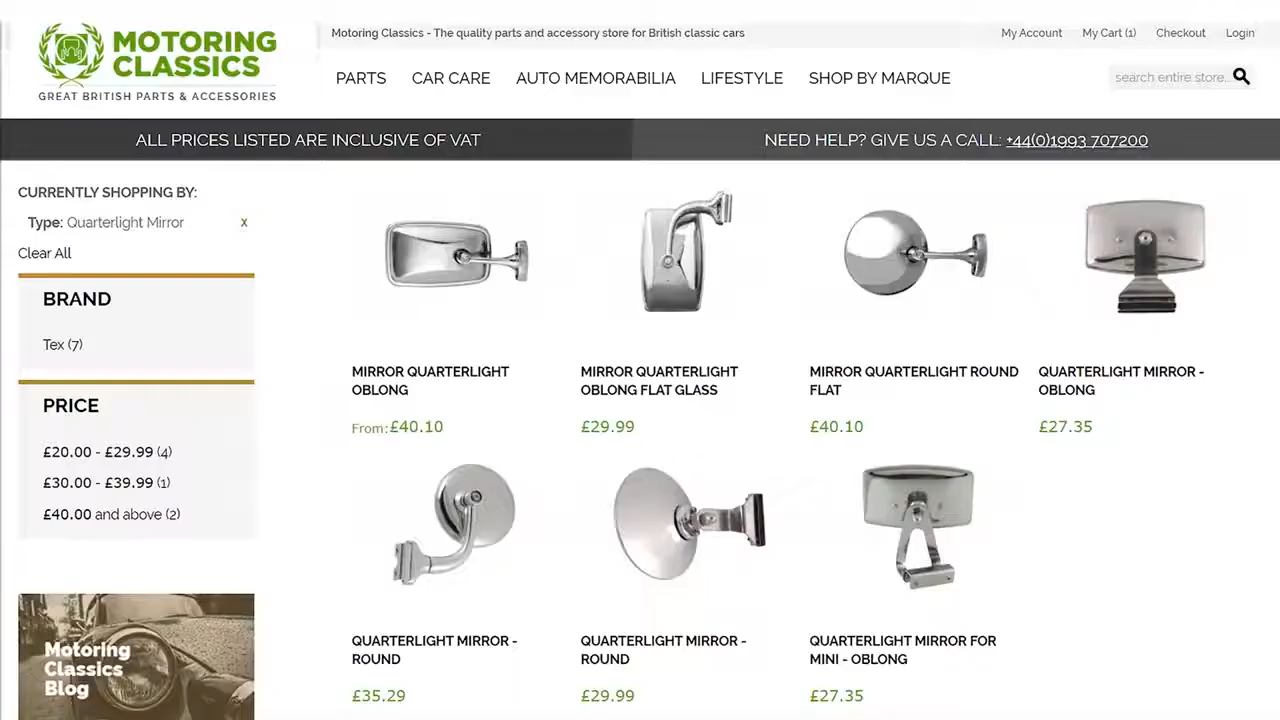 MOTORING
CLASSICS
GREAT BRITISH PARTS & ACCESSORIES
Motoring Classics - The quality parts and accessory store for British classic cars
My Account
My Cart (1)
Checkout
Login
PARTS
CAR CARE
AUTO MEMORABILIA
LIFESTYLE
SHOP BY MARQUE
search entire store...
ALL PRICES LISTED ARE INCLUSIVE OF VAT
NEED HELP? GIVE US A CALL: +44(0)1993 707200
CURRENTLY SHOPPING BY:
Type: Quarterlight Mirror
x
Clear All
BRAND
Tex (7)
PRICE
£20.00 - £29.99 (4)
£30.00 - £39.99 (1)
£40.00 and above (2)
Motoring
Classics
Blog
MIRROR QUARTERLIGHT
OBLONG
From: £40.10
MIRROR QUARTERLIGHT
OBLONG FLAT GLASS
£29.99
MIRROR QUARTERLIGHT ROUND
FLAT
£40.10
QUARTERLIGHT MIRROR -
OBLONG
£27.35
QUARTERLIGHT MIRROR -
ROUND
£35.29
QUARTERLIGHT MIRROR -
ROUND
£29.99
QUARTERLIGHT MIRROR FOR
MINI - OBLONG
£27.35